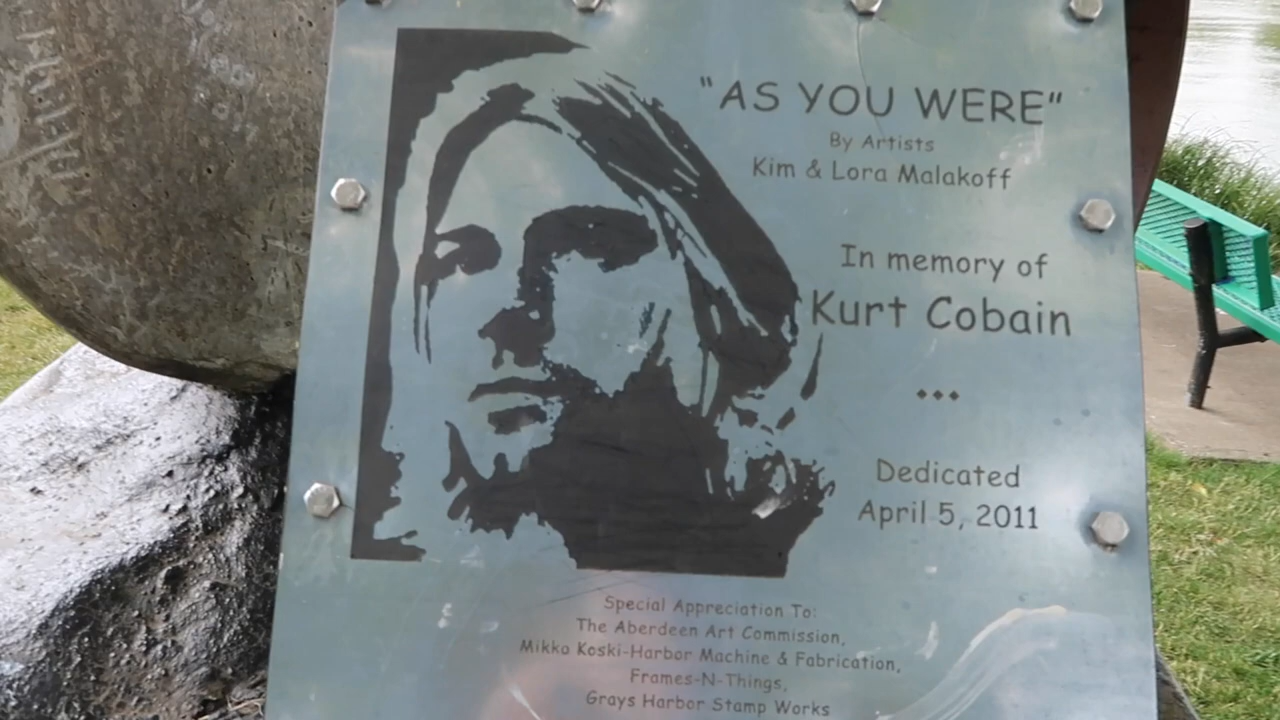 "AS YOU WERE"
By Artists
Kim & Lora Malakoff
In memory of
Kurt Cobain
Dedicated
April 5, 2011
Special Appreciation To:
The Aberdeen Art Commission,
Mikko Koski-Harbor Machine & Fabrication,
Frames-N-Things,
Grays Harbor Stamp Works